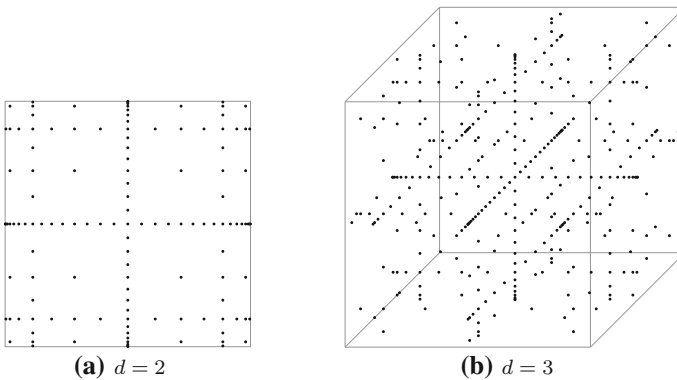 (a) d = 2
(b) d = 3